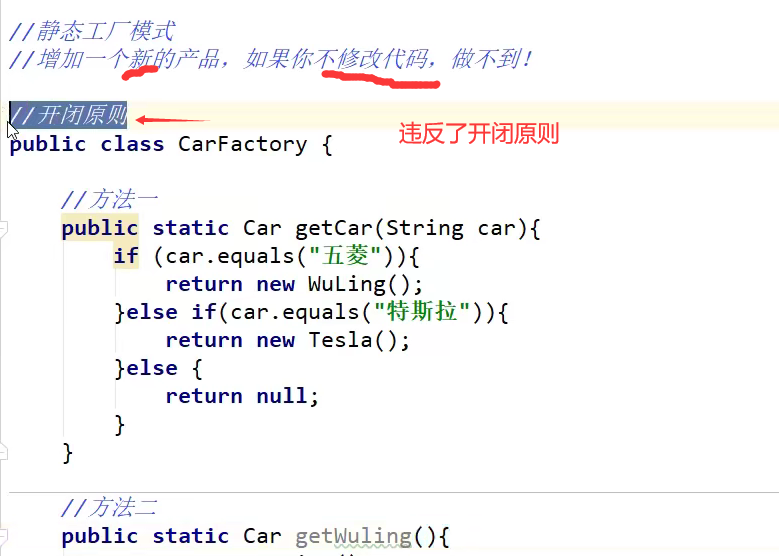 //静态工厂模式
//增加一个新的产品，如果你不修改代码，做不到！
//开闭原则
违反了开闭原则
public class CarFactory {
//方法一
public static Car getCar(String car){
if (car.equals("五菱")){
return new WuLing();
}else if(car.equals("特斯拉")){
return new Tesla();
}else {
return null;
}
}
//方法二
public static Car getWuling(){